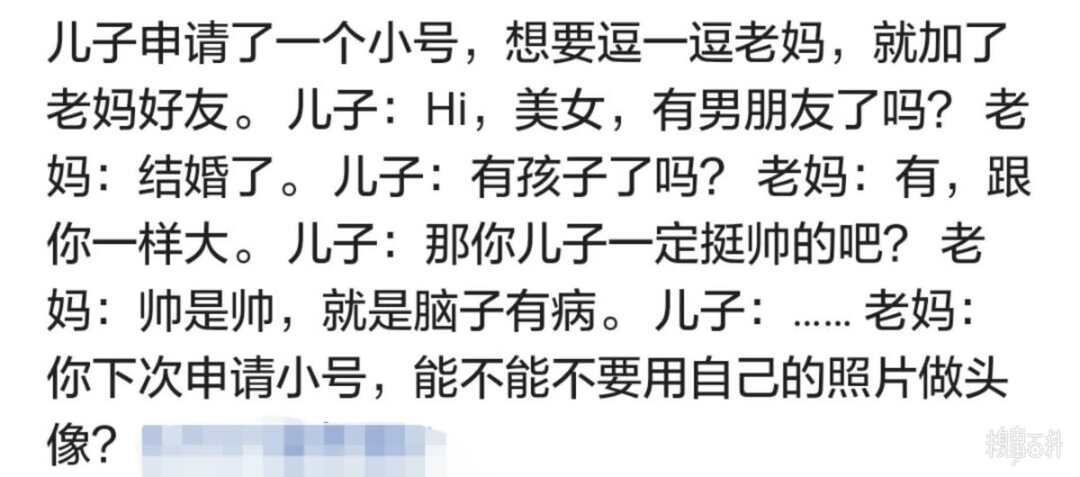 儿子申请了一个小号，想要逗一逗老妈，就加了
老妈好友。儿子：Hi，美女，有男朋友了吗？ 老
妈：结婚了。儿子：有孩子了吗？ 老妈：有，跟
你一样大。儿子：那你儿子一定挺帅的吧？ 老
妈：帅是帅，就是脑子有病。儿子：…… 老妈：
你下次申请小号，能不能不要用自己的照片做头
像？
糗事百科